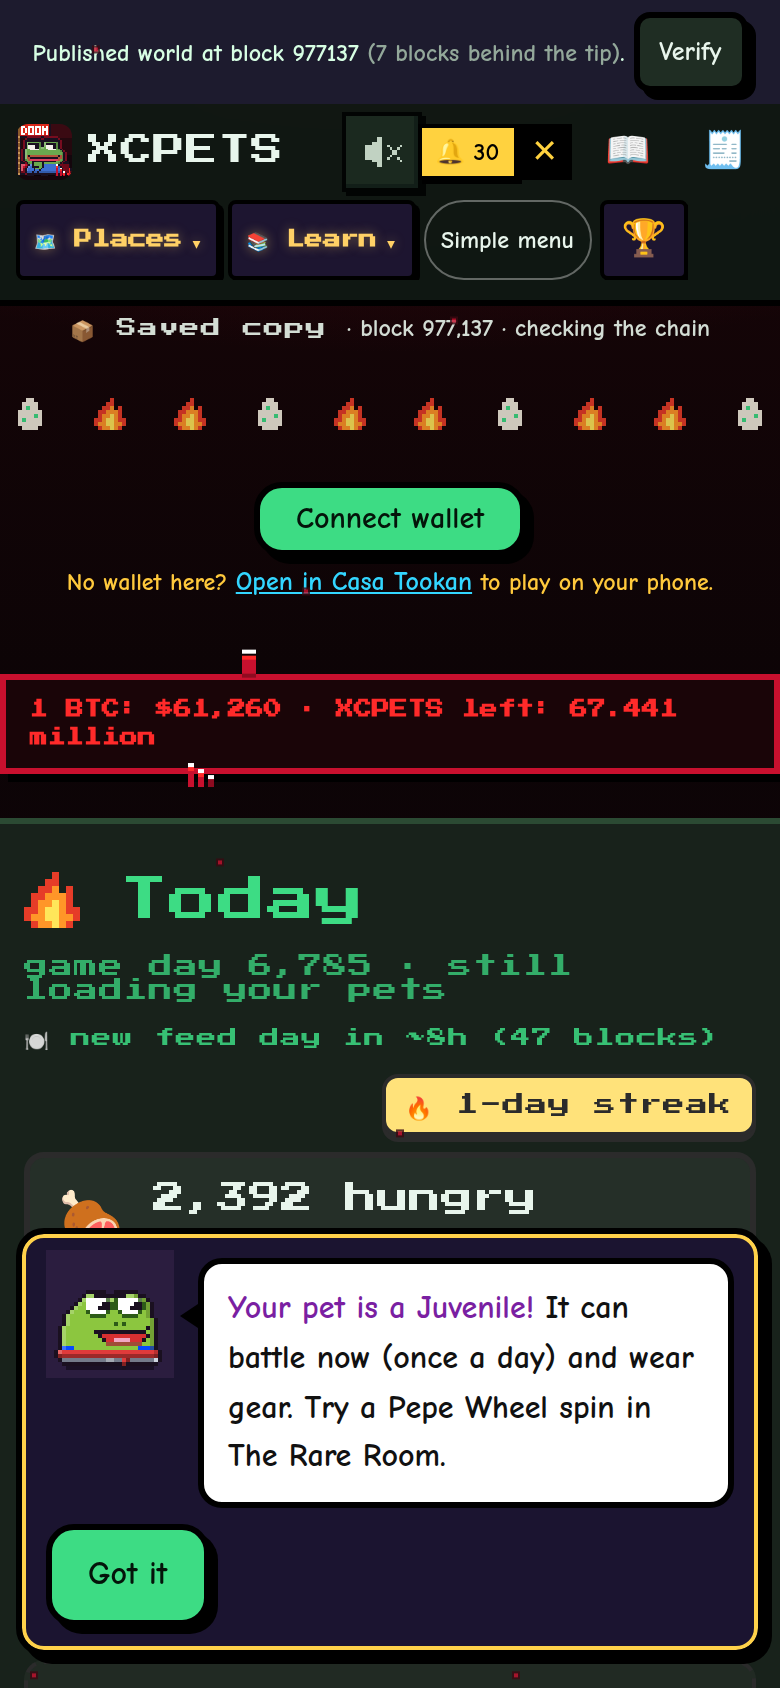 Published world at block 977137 (7 blocks behind the tip).
Verify
DOOM
XCPETS
30
Places
Learn
Simple menu
Saved copy · block 977,137 · checking the chain
Connect wallet
No wallet here? Open in Casa Tookan to play on your phone.
1 BTC: $61,260 · XCPETS left: 67.441
million
Today
game day 6,785 · still
loading your pets
new feed day in ~8h (47 blocks)
1-day streak
2,392 hungry
Your pet is a Juvenile! It can
battle now (once a day) and wear
gear. Try a Pepe Wheel spin in
The Rare Room.
Got it